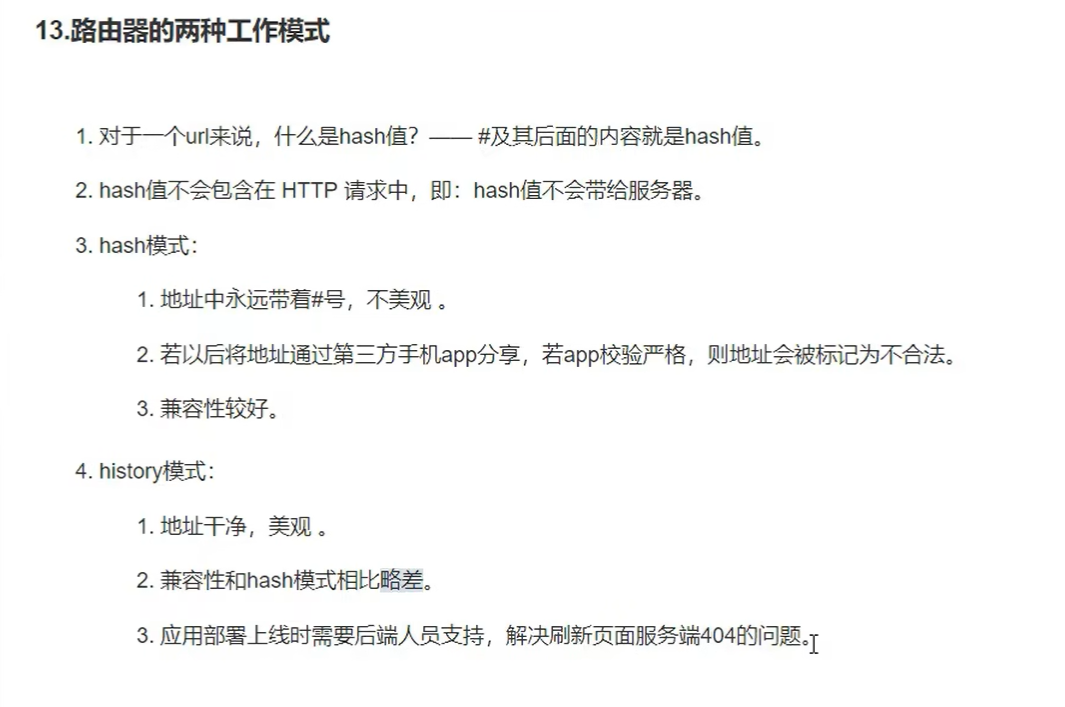 13.路由器的两种工作模式
1. 对于一个url来说，什么是hash值？—— #及其后面的内容就是hash值。
2. hash值不会包含在 HTTP 请求中，即：hash值不会带给服务器。
3. hash模式：
1. 地址中永远带着#号，不美观 。
2. 若以后将地址通过第三方手机app分享，若app校验严格，则地址会被标记为不合法。
3. 兼容性较好。
4. history模式：
1. 地址干净，美观 。
2. 兼容性和hash模式相比略差。
3. 应用部署上线时需要后端人员支持，解决刷新页面服务端404的问题。